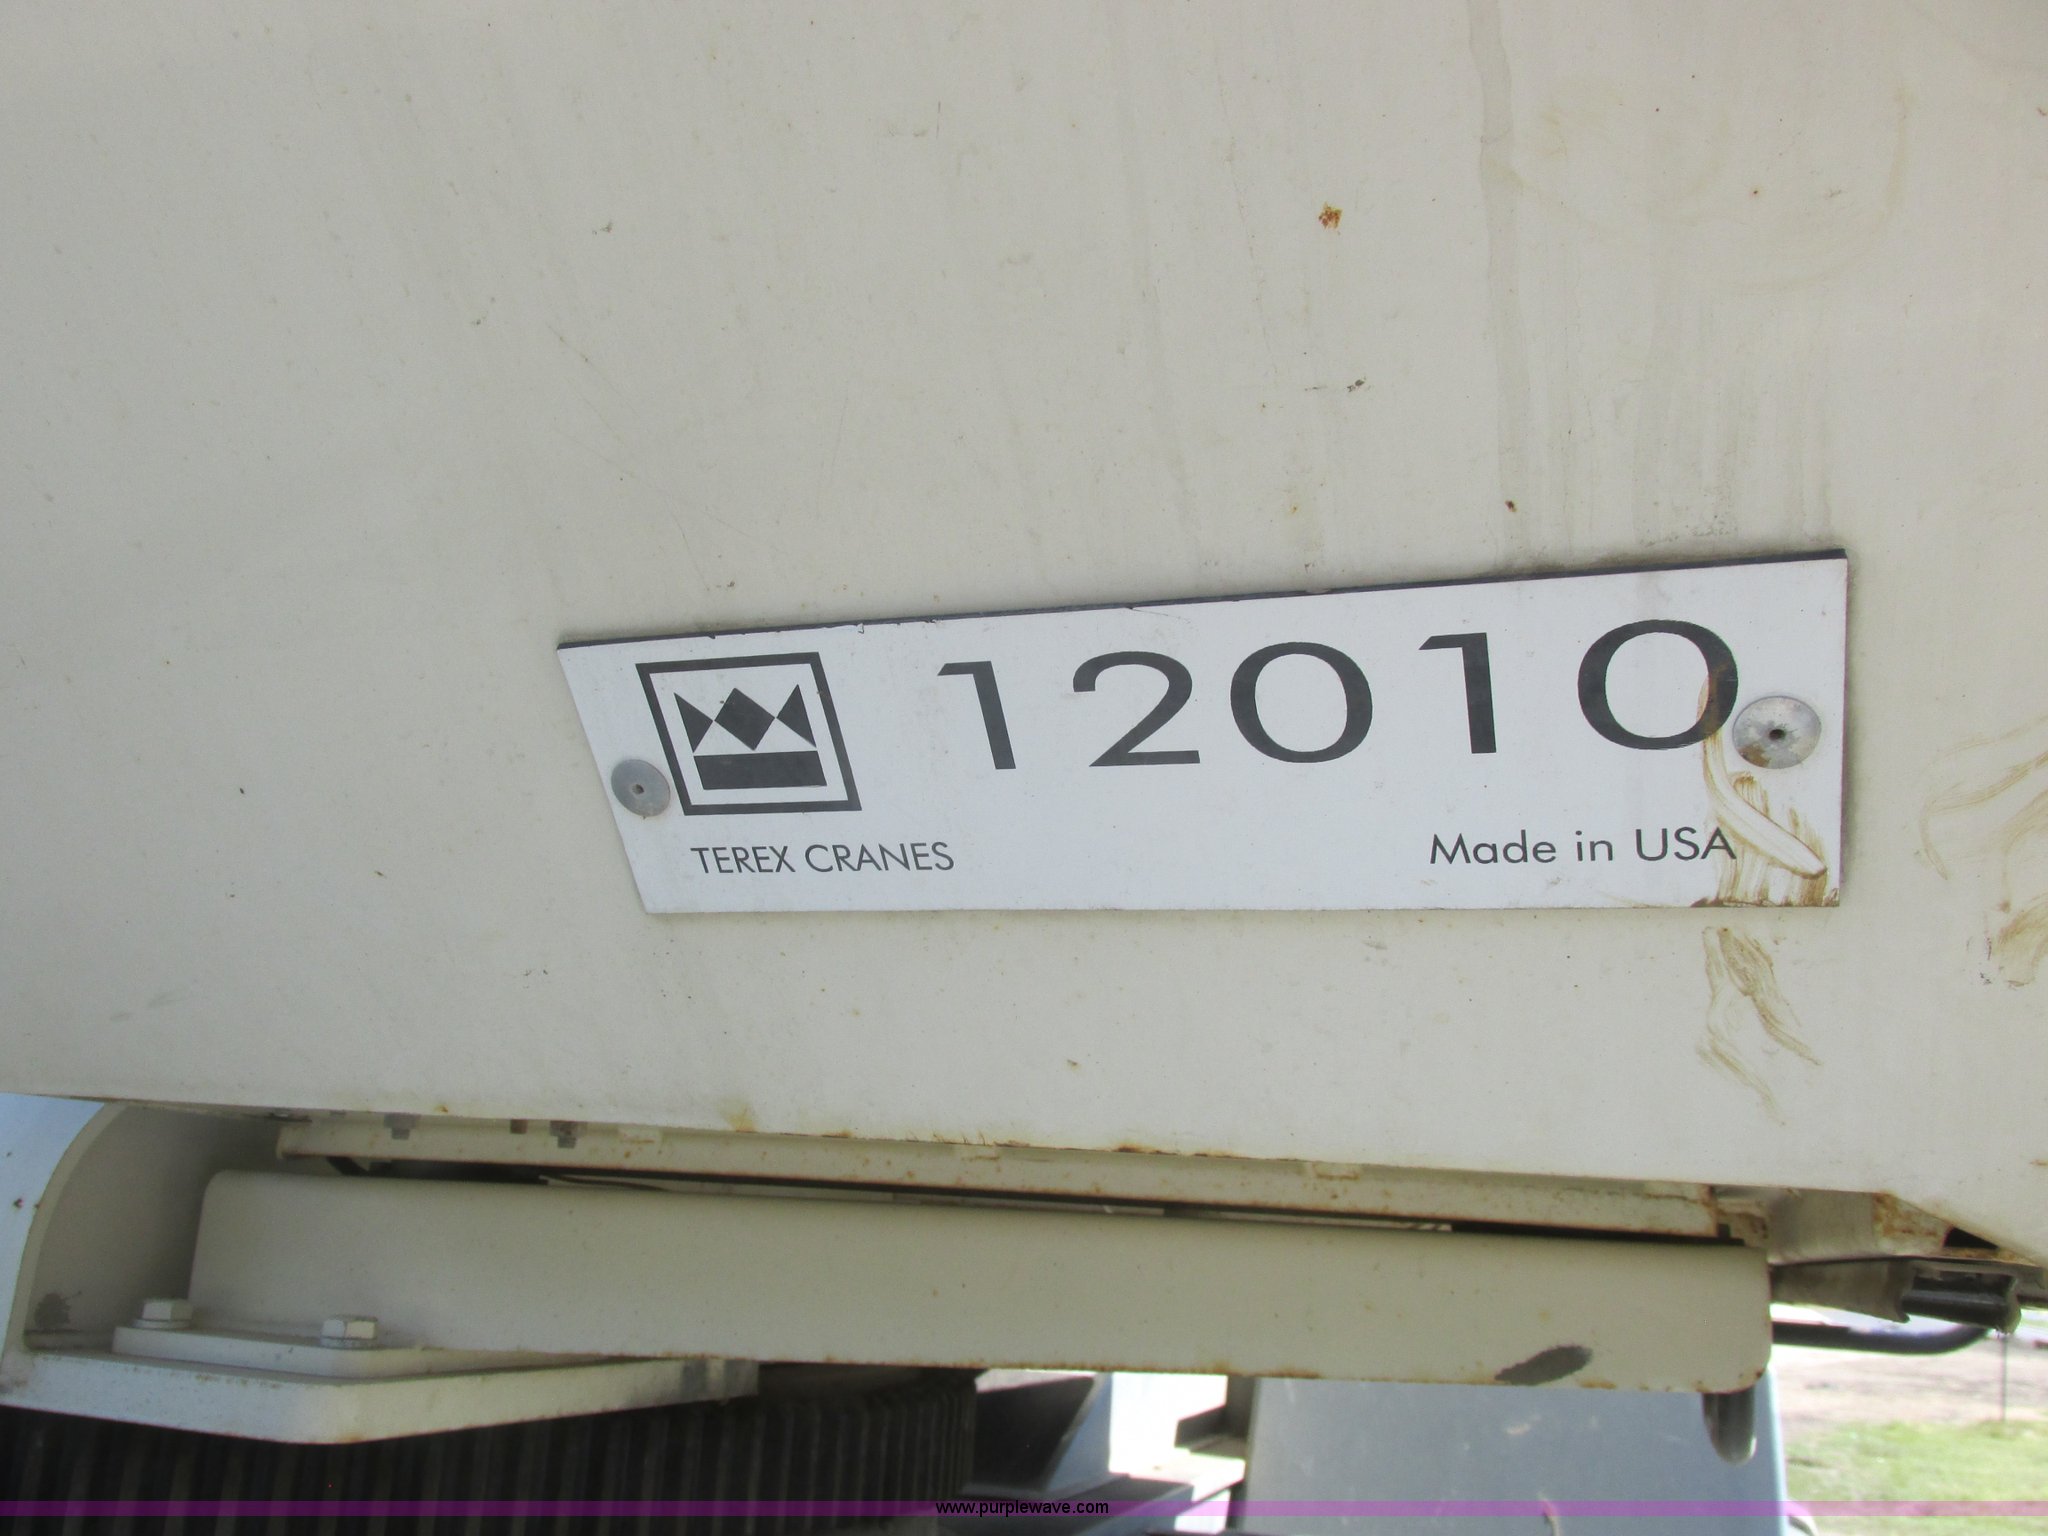 12010
TEREX CRANES
Made in USA
www.purplewave.com